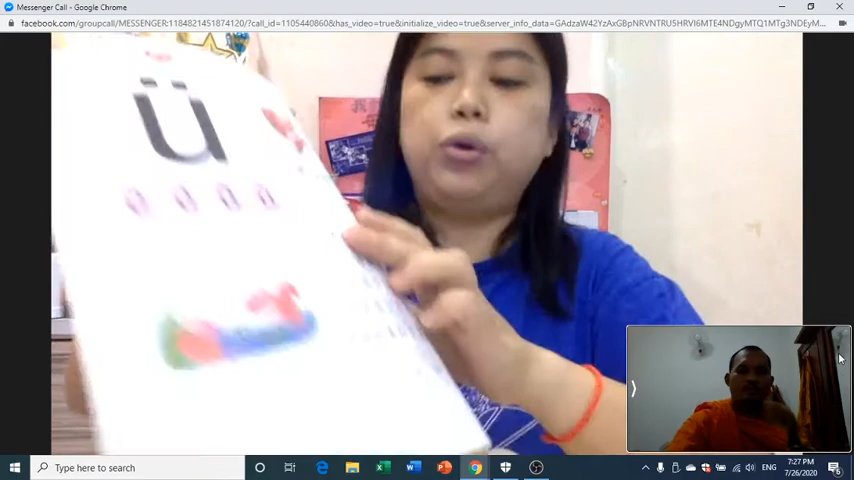 Messenger Call - Google Chrome
facebook.com/groupcall/MESSENGER:1184821451874120/?call_id=1105440860&has_video=true&initialize_video=true&server_info_data=GAdzaW42YzAxGBpNRVNTRU5HRVI6MTE4NDgyMTQ1MTg3NDEyM...
ü
Type here to search
ENG
7:27 PM
7/26/2020